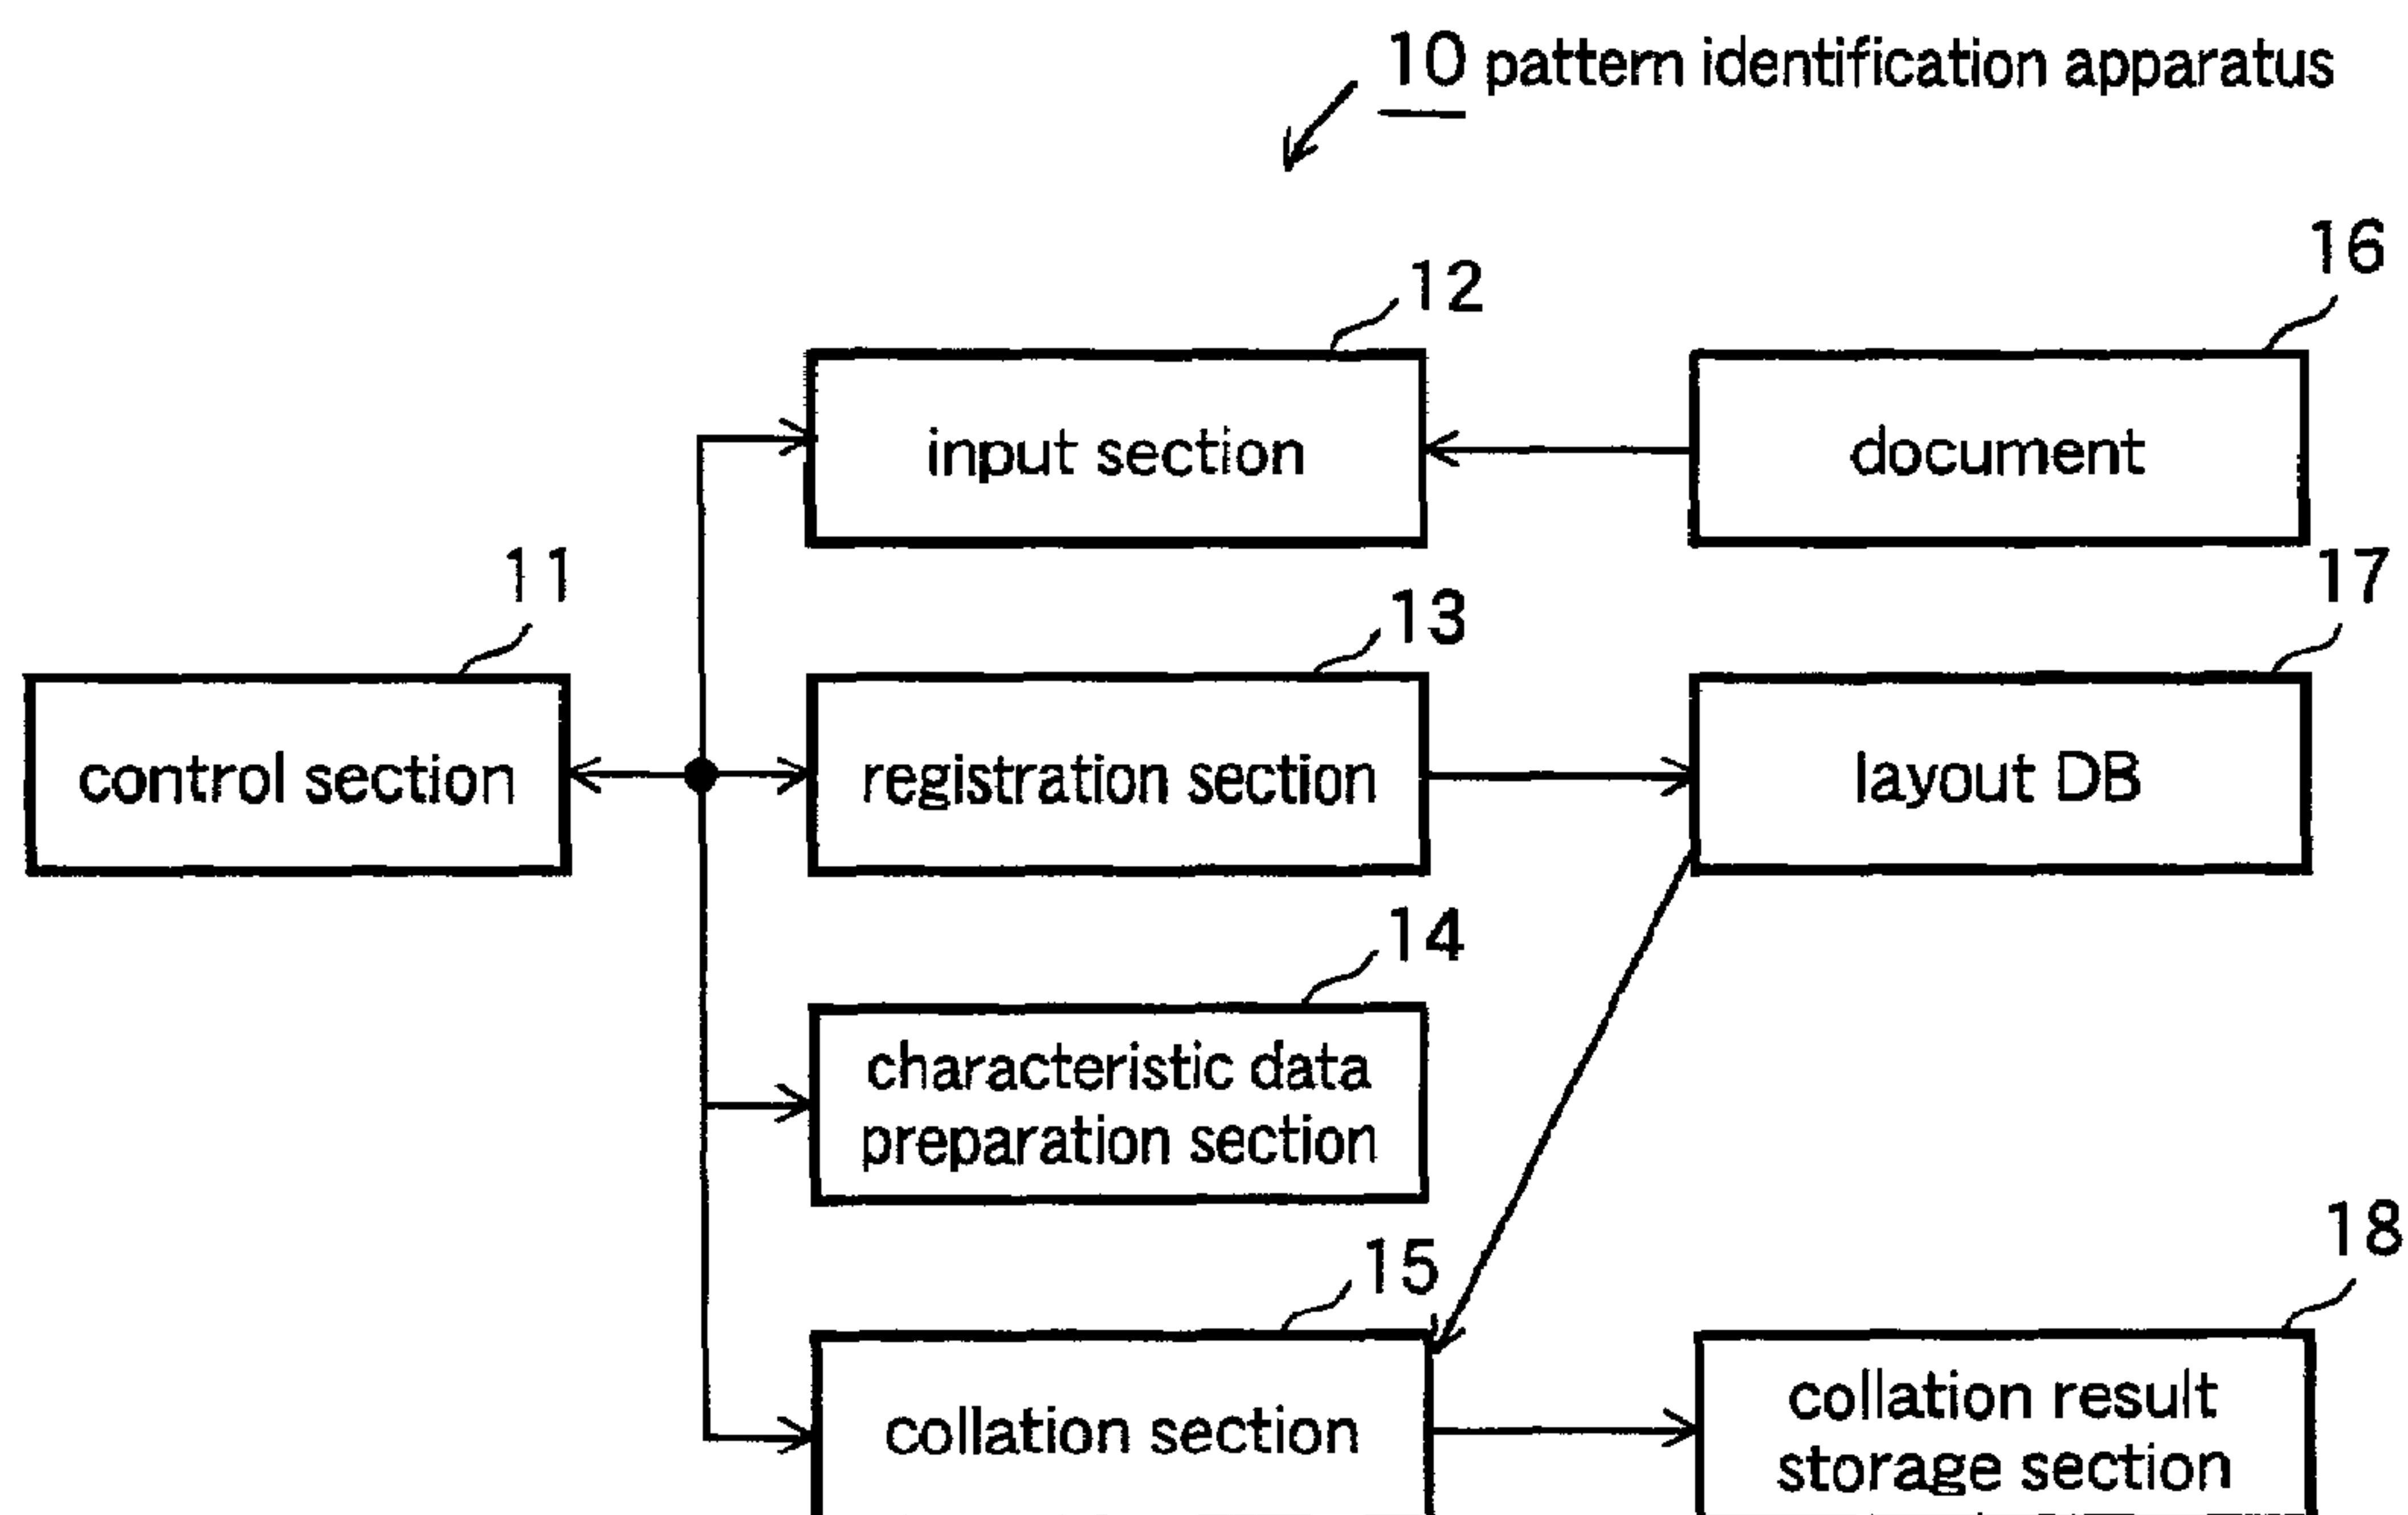 10 pattern identification apparatus
16
12
input section
document
11
13
17
control section
registration section
layout DB
14
characteristic data
preparation section
15
18
collation section
collation result
storage section